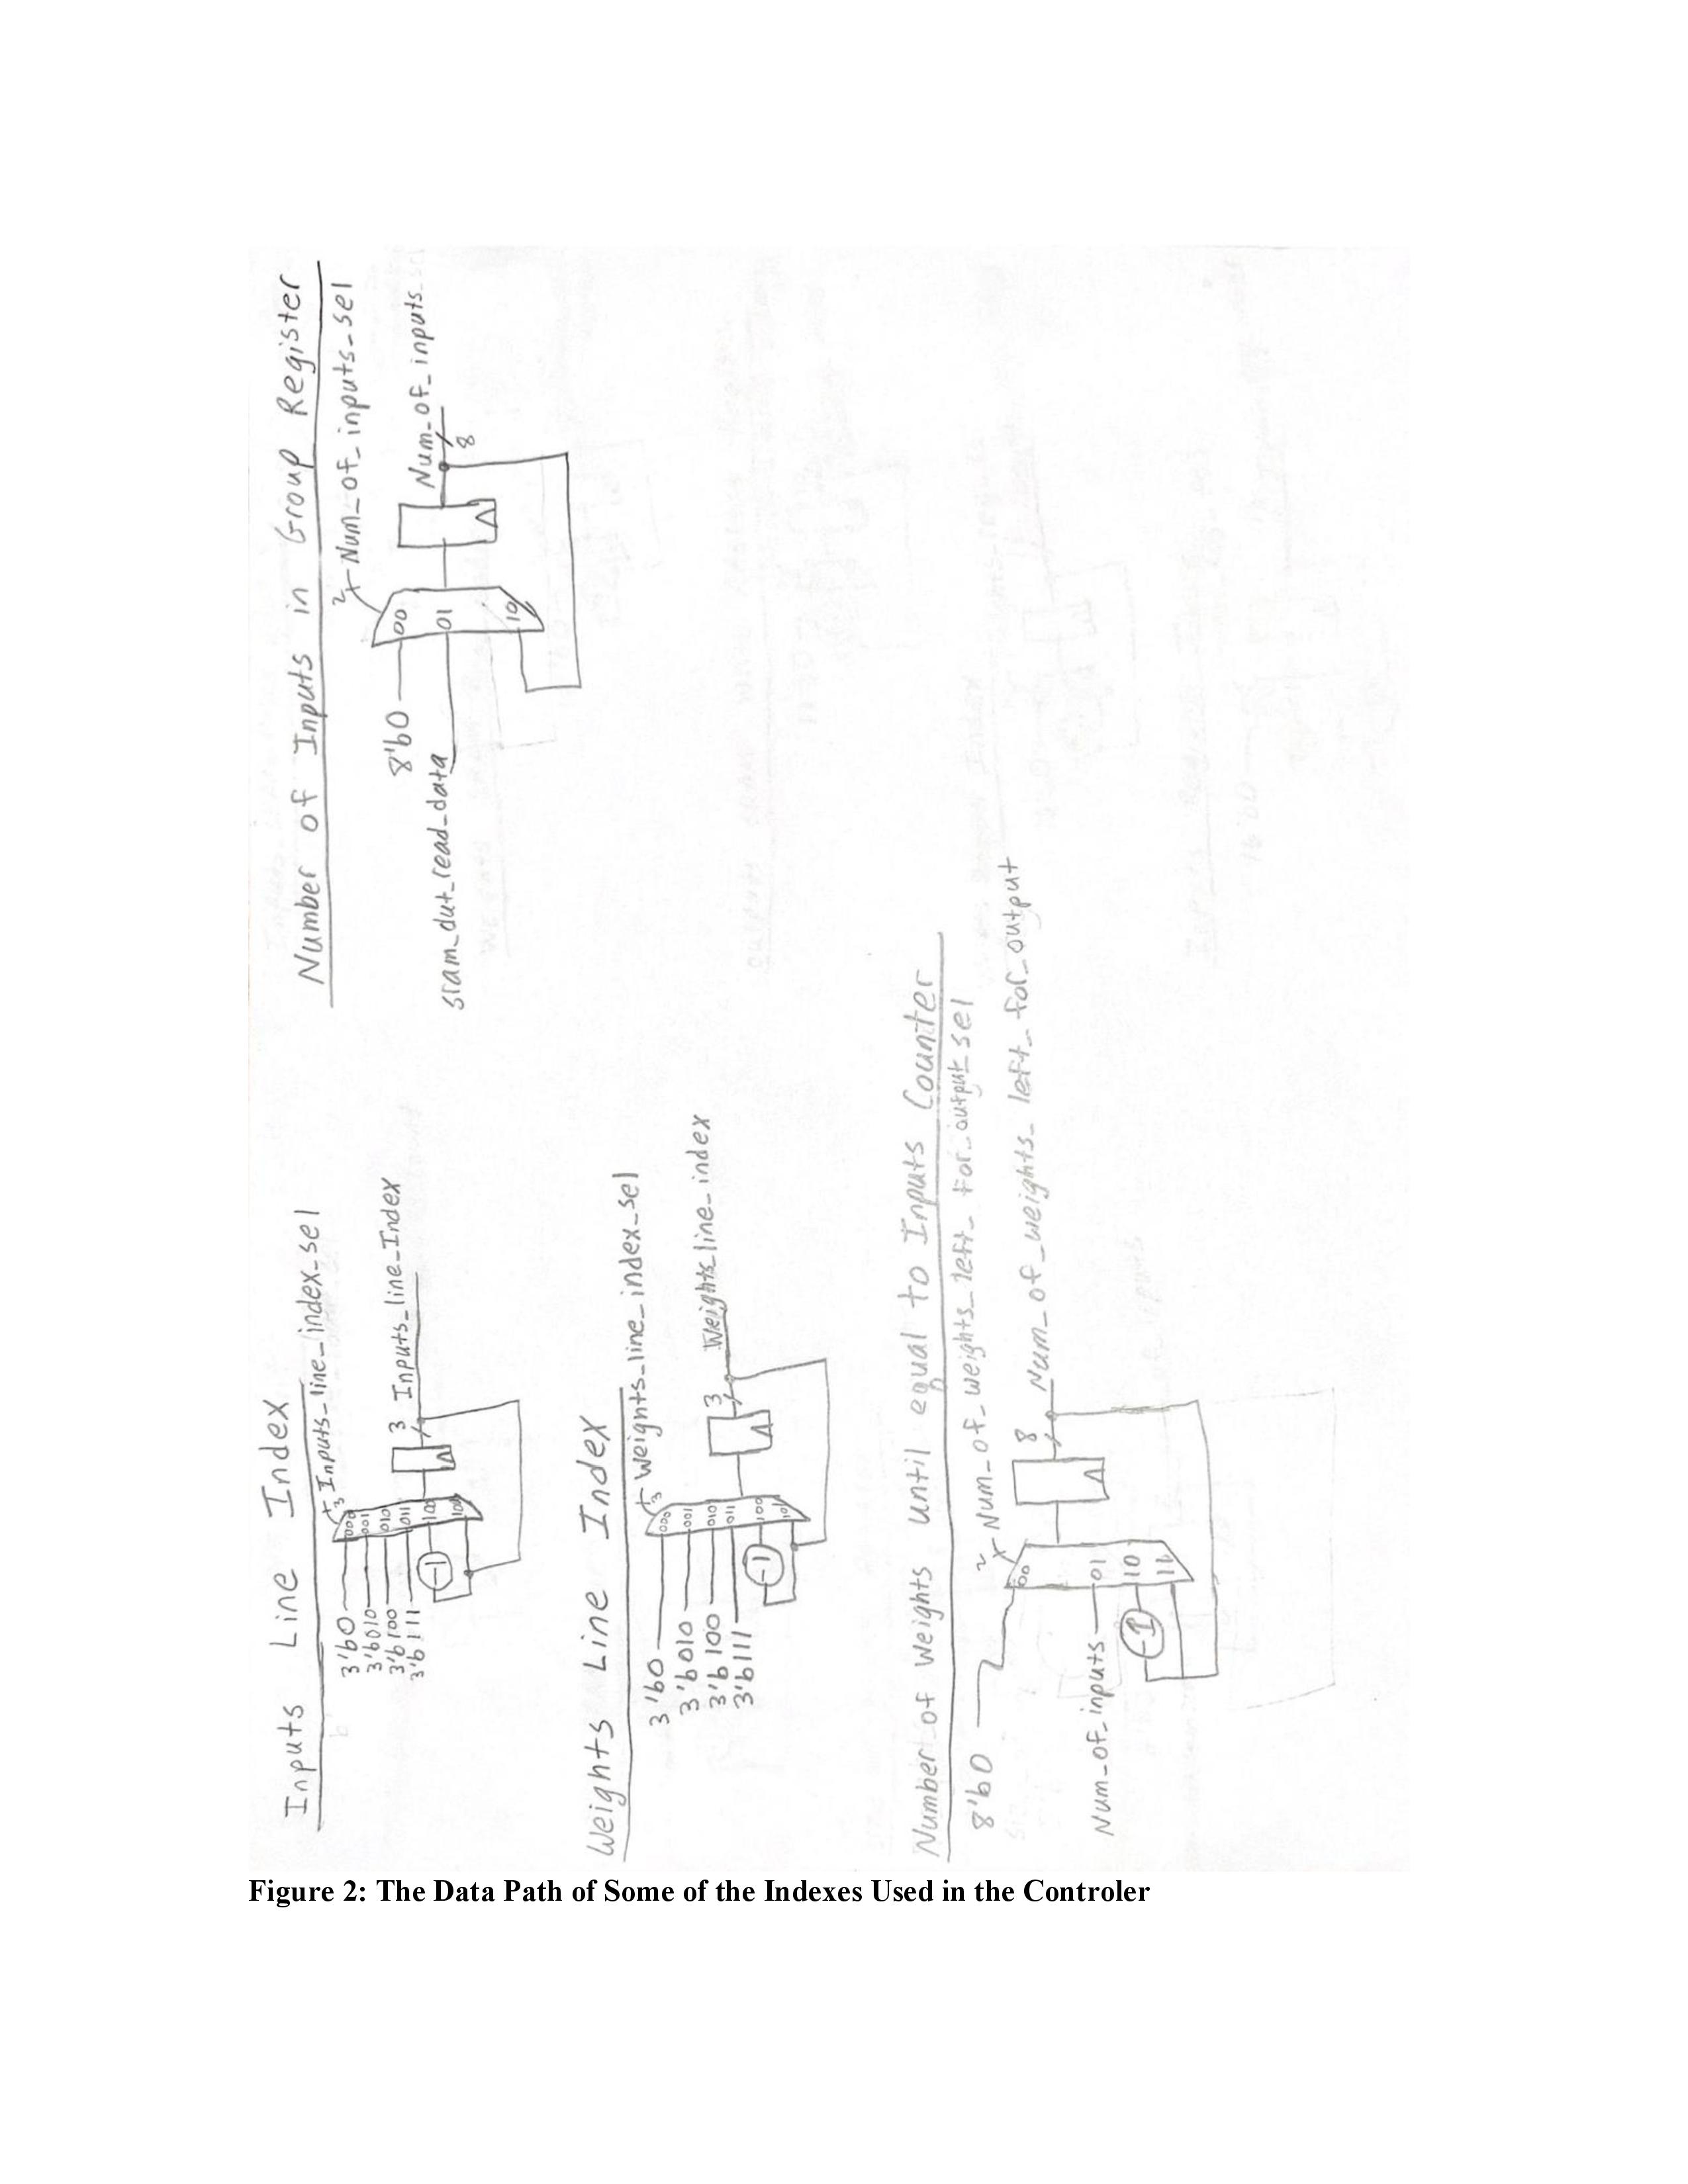 Inputs Line Index
Inputs_line_index_sel
3
000
001
010
011
100
3'b0
3'b010
3'b100
3'b111
-1
3
Inputs_line_Index
Number of Inputs in Group Register
2
Num_of_inputs_sel
00
01
10
8'b0
sram_dut_read_data
Num_of_inputs
8
Weights Line Index
3
Weights_line_index_sel
000
001
010
011
100
101
3'b0
3'b010
3'b100
3'b111
-1
3
Weights_line_index
Number of Weights until equal to Inputs Counter
2
Num_of_weights_left_for_output_sel
00
01
10
11
8'b0
Num_of_inputs
-1
8
Num_of_weights_left_for_output
Figure 2: The Data Path of Some of the Indexes Used in the Controler